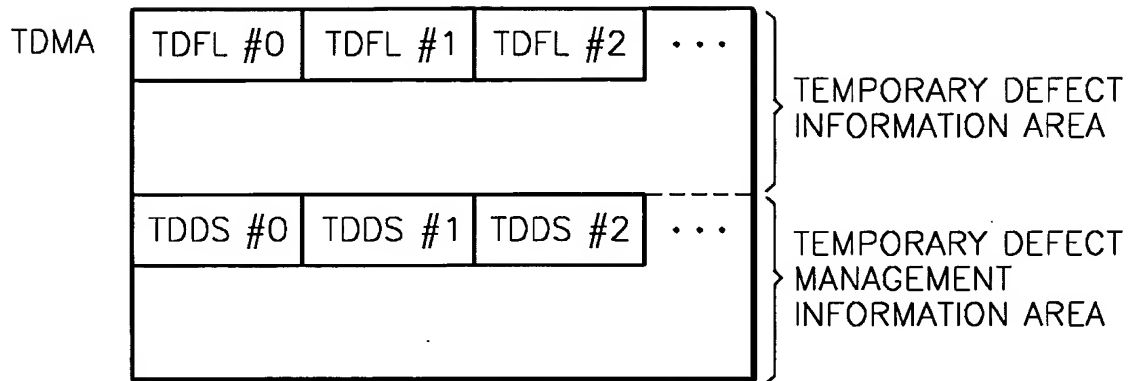 TDMA
TDFL #0 TDFL #1 TDFL #2 ...
TEMPORARY DEFECT
INFORMATION AREA
TDDS #0 TDDS #1 TDDS #2 ...
TEMPORARY DEFECT
MANAGEMENT
INFORMATION AREA